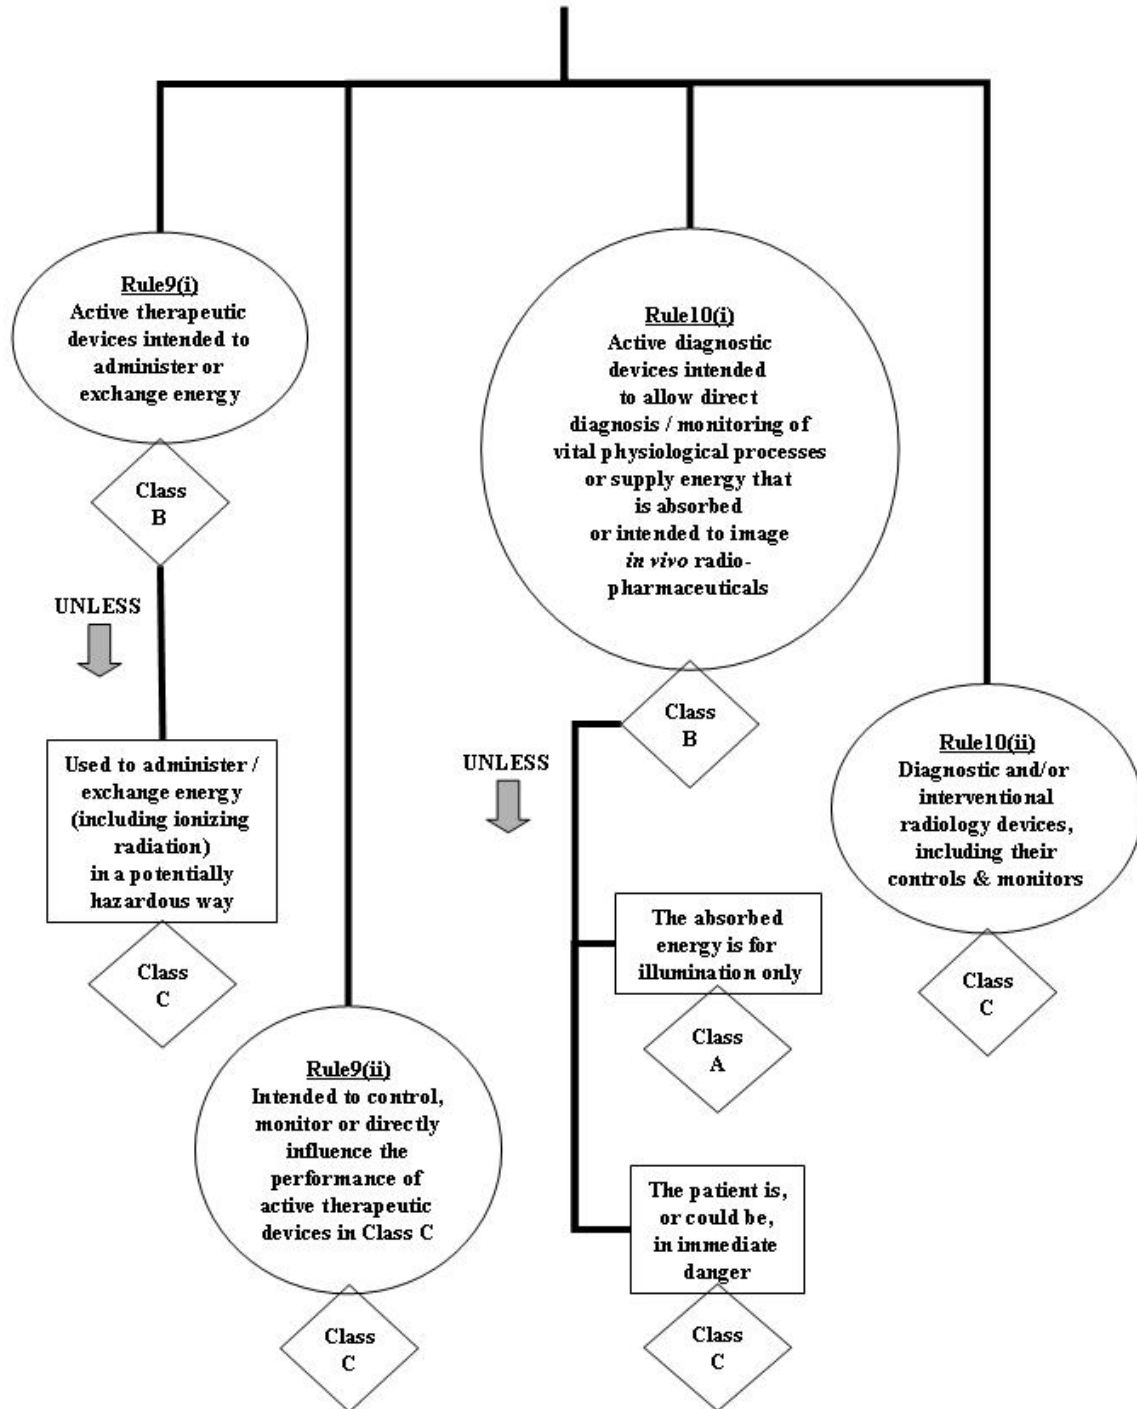 Rule9(i)
Active therapeutic
devices intended to
administer or
exchange energy
Class
B
UNLESS
Used to administer /
exchange energy
(including ionizing
radiation)
in a potentially
hazardous way
Class
C
Rule9(ii)
Intended to control,
monitor or directly
influence the
performance of
active therapeutic
devices in Class C
Class
C
Rule10(i)
Active diagnostic
devices intended
to allow direct
diagnosis / monitoring of
vital physiological processes
or supply energy that
is absorbed
or intended to image
in vivo radio-
pharmaceuticals
Class
B
UNLESS
The absorbed
energy is for
illumination only
Class
A
The patient is,
or could be,
in immediate
danger
Class
C
Rule10(ii)
Diagnostic and/or
interventional
radiology devices,
including their
controls & monitors
Class
C